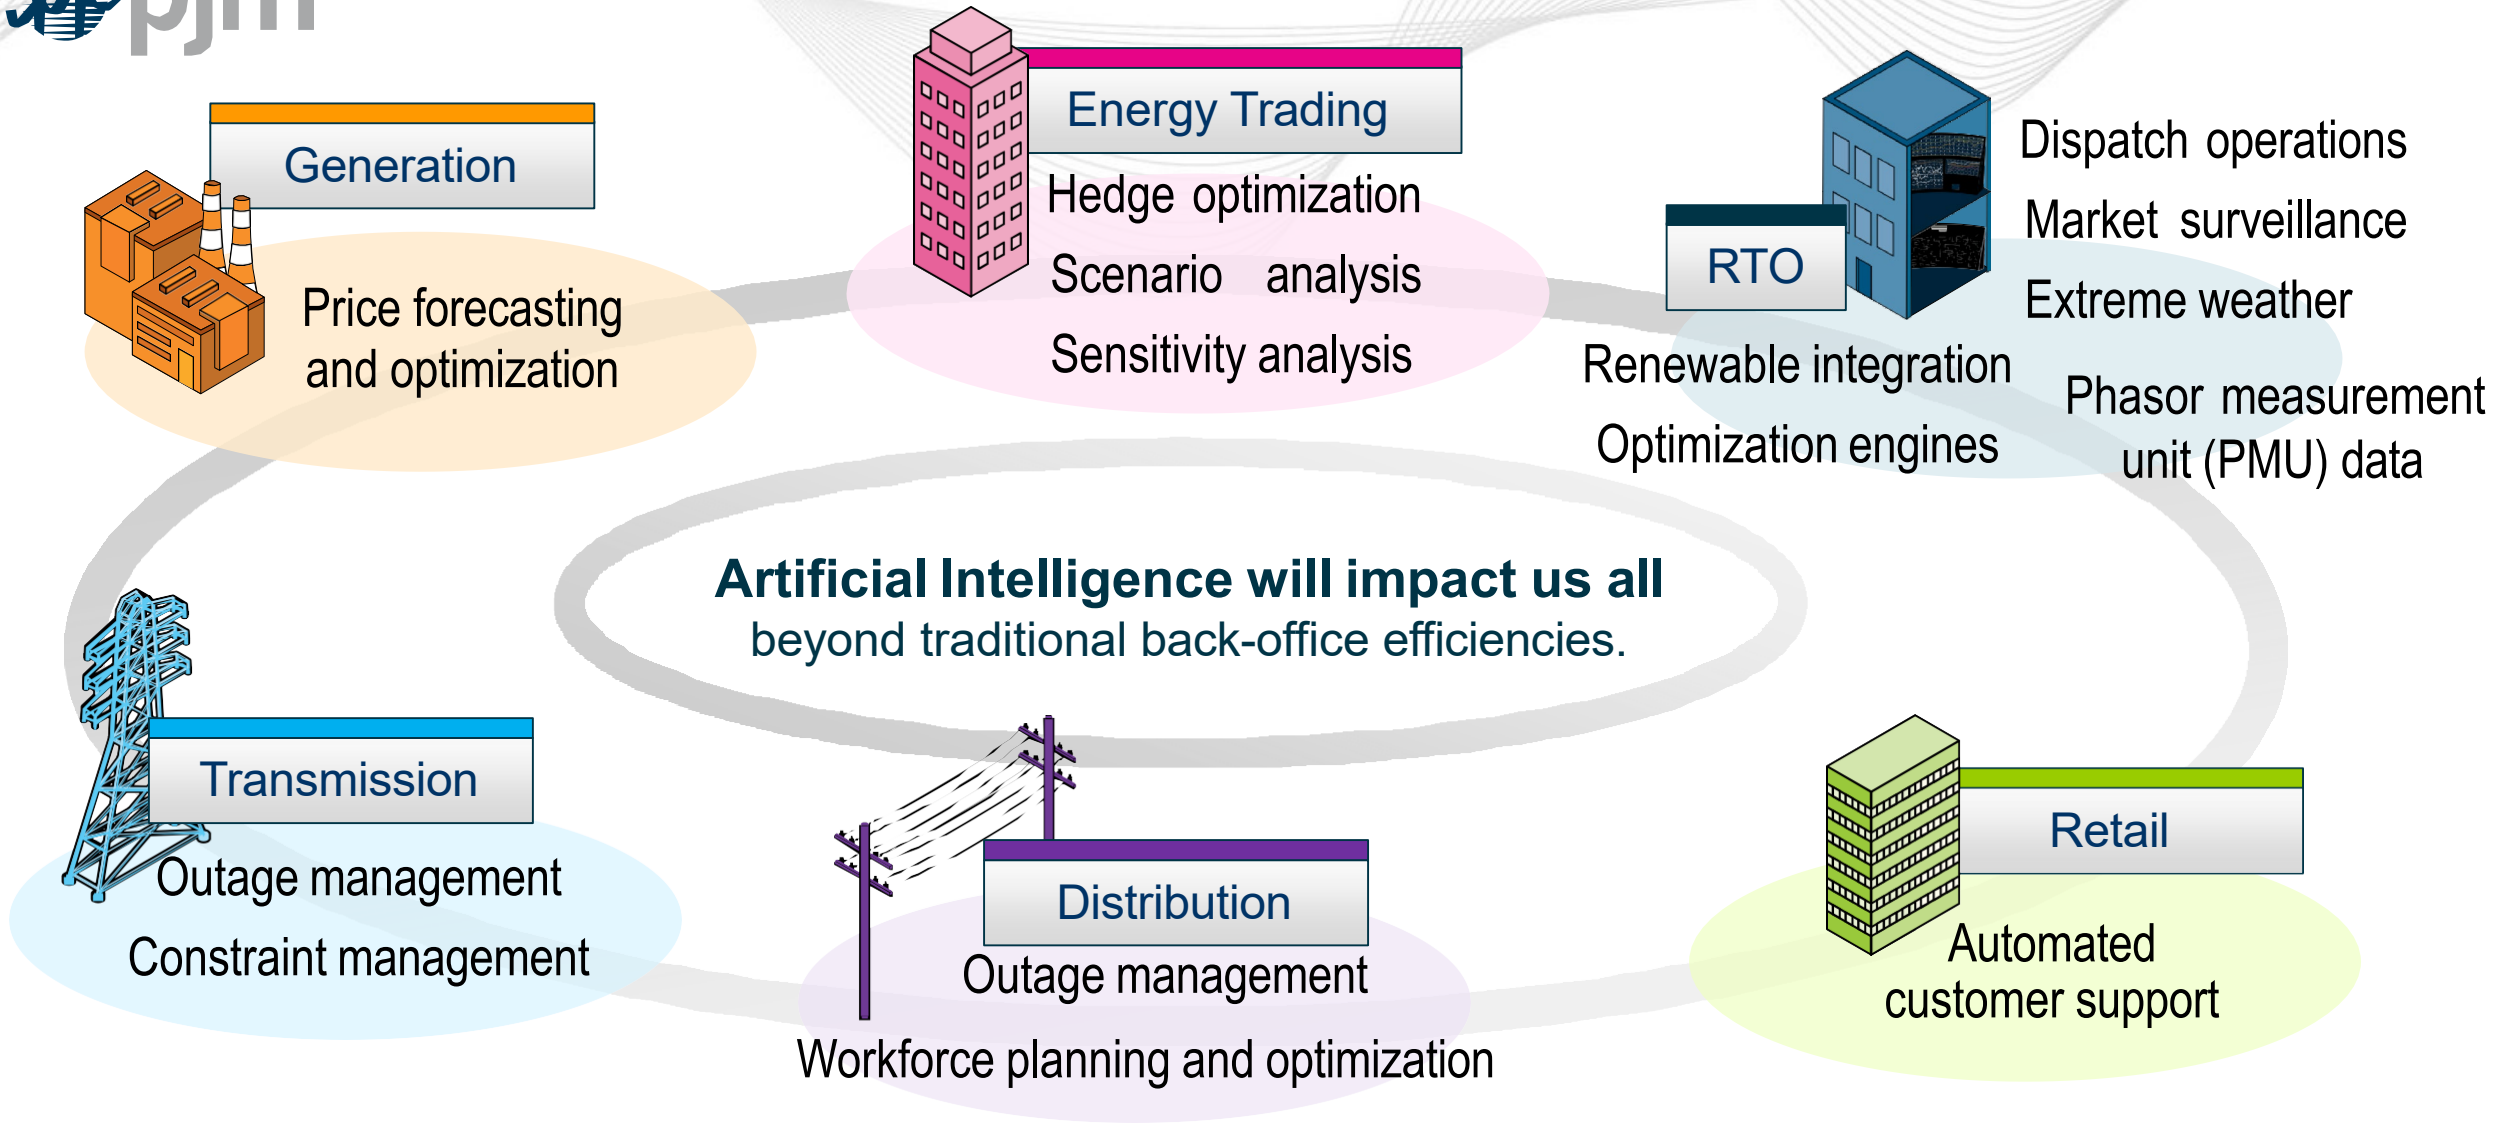 pjm
Generation
Price forecasting
and optimization
Energy Trading
Hedge optimization
Scenario analysis
Sensitivity analysis
RTO
Dispatch operations
Market surveillance
Extreme weather
Renewable integration
Optimization engines
Phasor measurement
unit (PMU) data
Artificial Intelligence will impact us all
beyond traditional back-office efficiencies.
Transmission
Outage management
Constraint management
Distribution
Outage management
Workforce planning and optimization
Retail
Automated
customer support